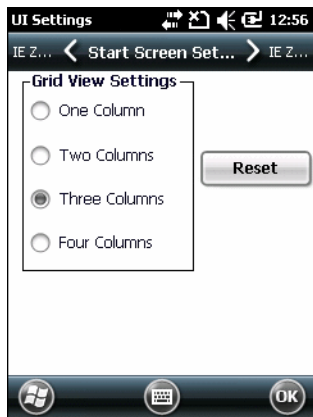 UI Settings 12:56
IE Z... Start Screen Set... IE Z...
Grid View Settings
One Column
Two Columns
Reset
Three Columns
Four Columns
OK